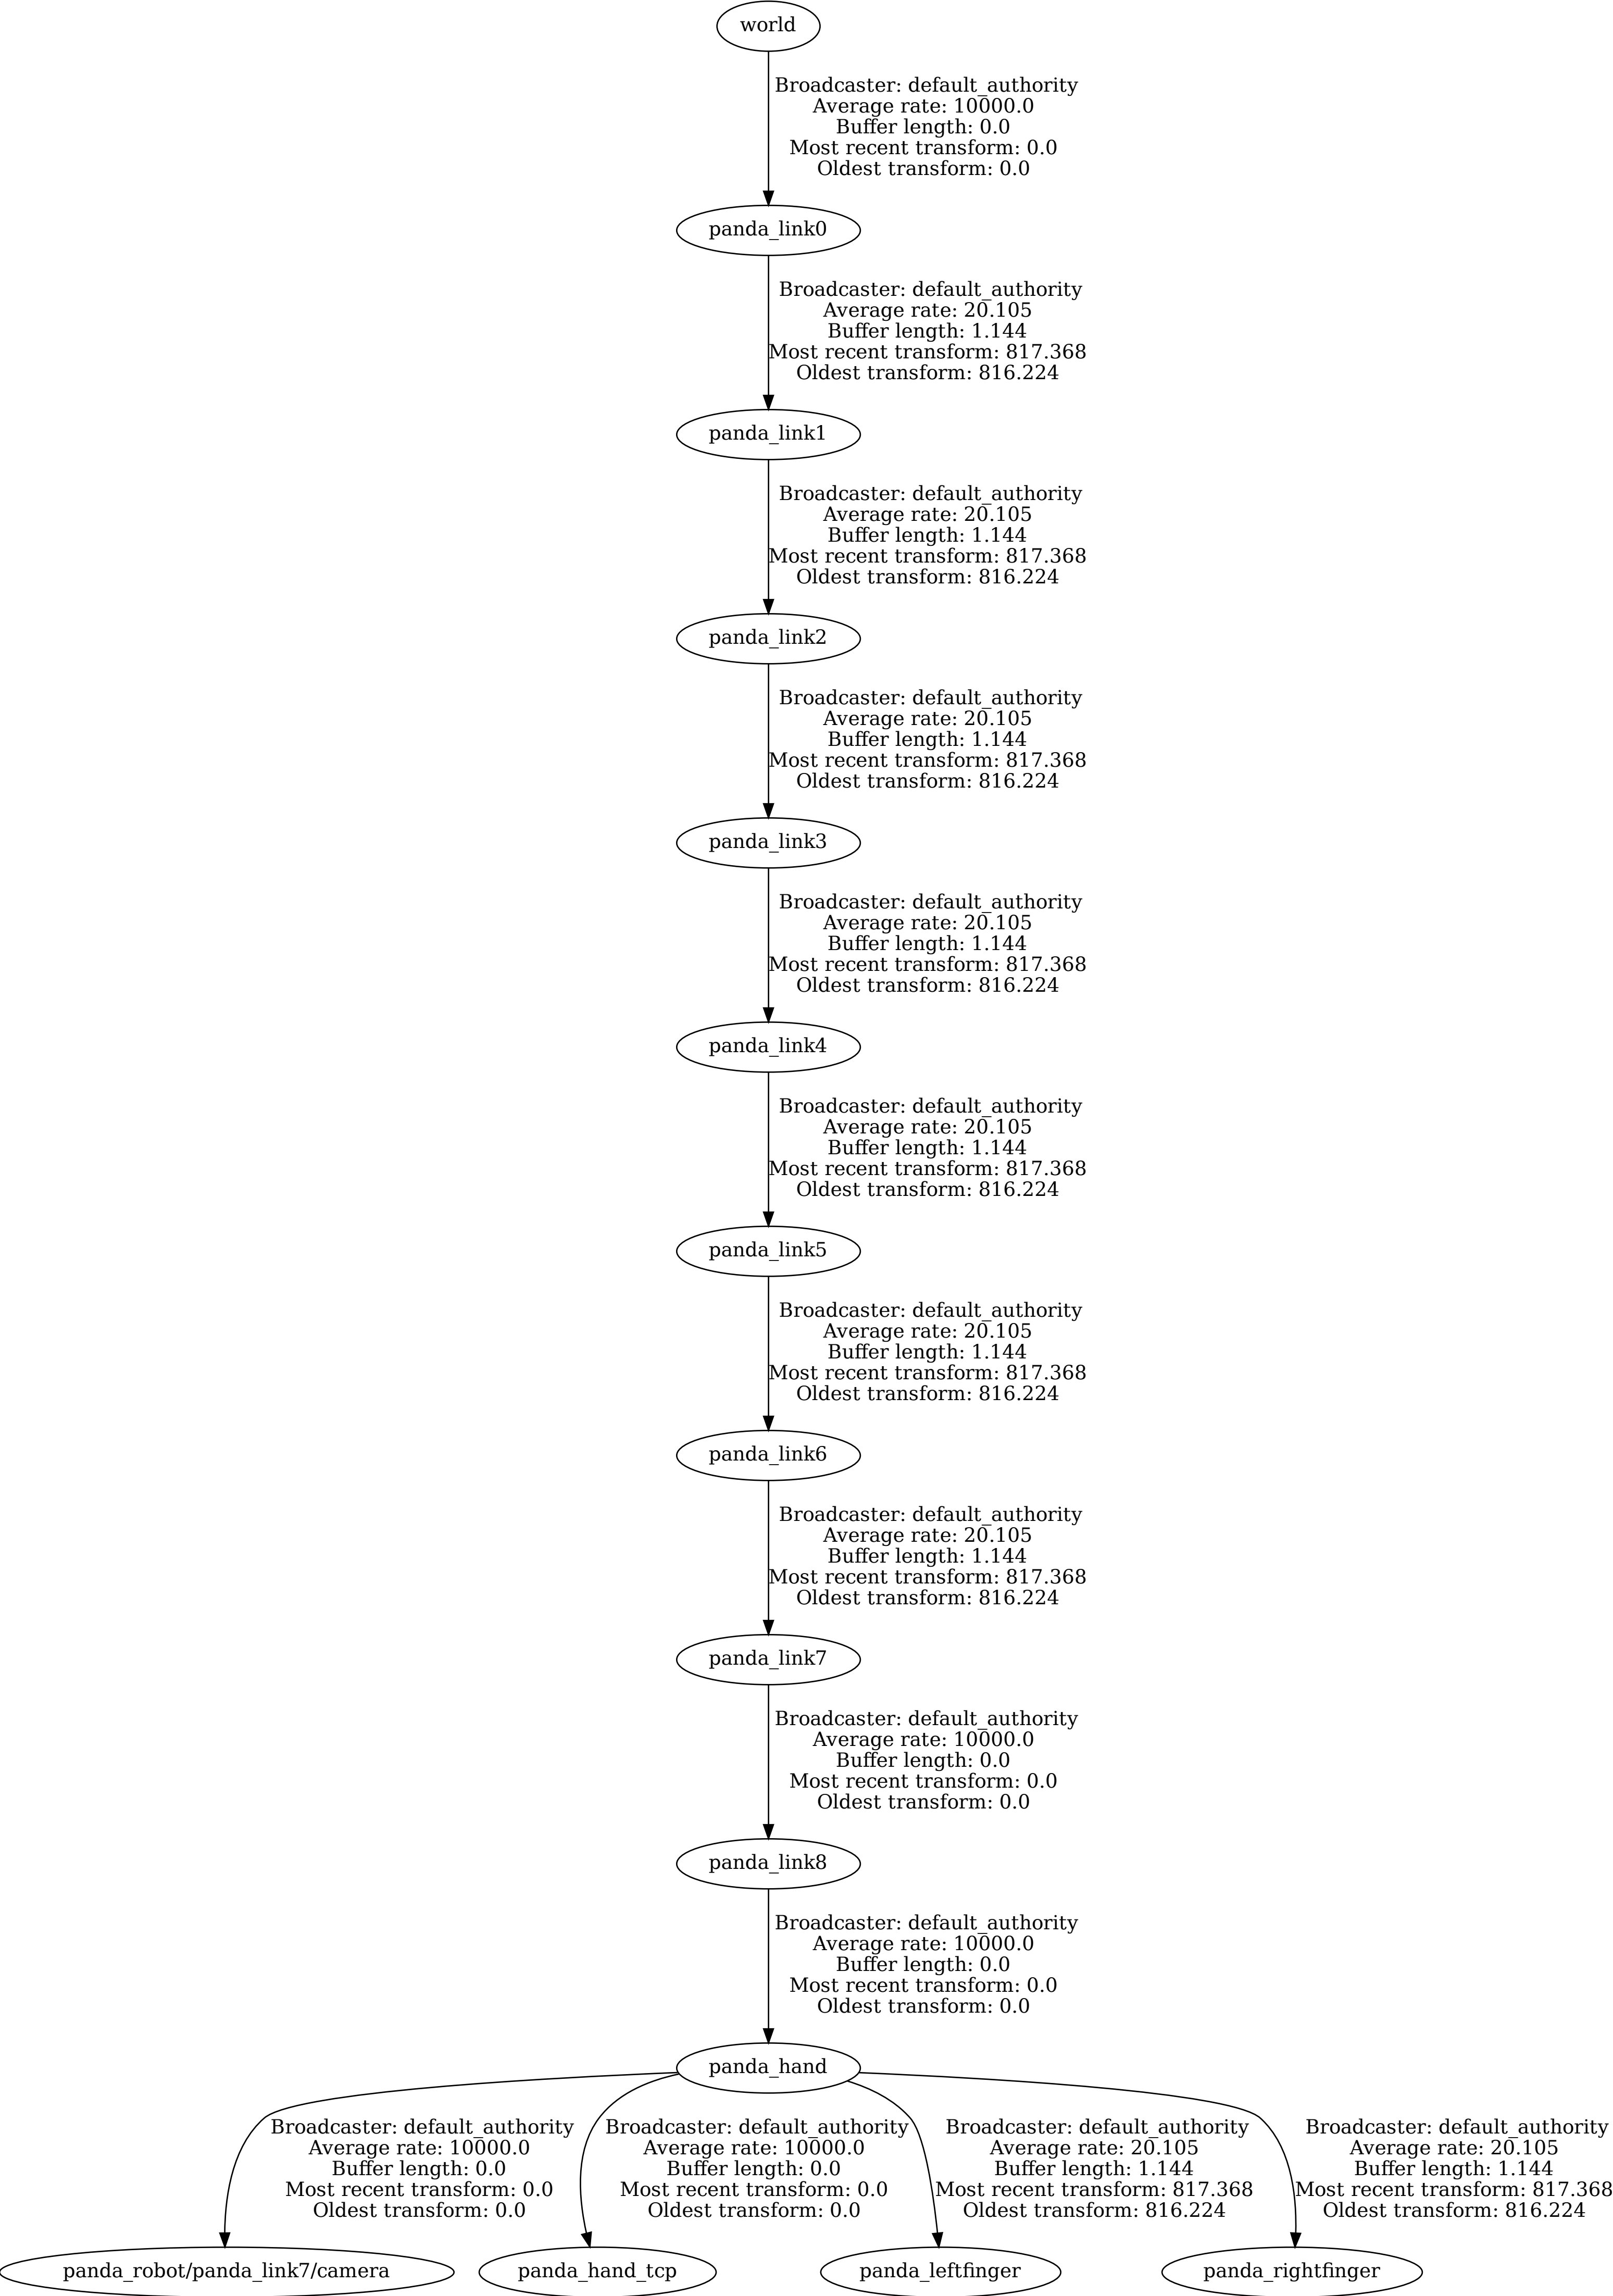 world
Broadcaster: default_authority
Average rate: 10000.0
Buffer length: 0.0
Most recent transform: 0.0
Oldest transform: 0.0
panda_link0
Broadcaster: default_authority
Average rate: 20.105
Buffer length: 1.144
Most recent transform: 817.368
Oldest transform: 816.224
panda_link1
Broadcaster: default_authority
Average rate: 20.105
Buffer length: 1.144
Most recent transform: 817.368
Oldest transform: 816.224
panda_link2
Broadcaster: default_authority
Average rate: 20.105
Buffer length: 1.144
Most recent transform: 817.368
Oldest transform: 816.224
panda_link3
Broadcaster: default_authority
Average rate: 20.105
Buffer length: 1.144
Most recent transform: 817.368
Oldest transform: 816.224
panda_link4
Broadcaster: default_authority
Average rate: 20.105
Buffer length: 1.144
Most recent transform: 817.368
Oldest transform: 816.224
panda_link5
Broadcaster: default_authority
Average rate: 20.105
Buffer length: 1.144
Most recent transform: 817.368
Oldest transform: 816.224
panda_link6
Broadcaster: default_authority
Average rate: 20.105
Buffer length: 1.144
Most recent transform: 817.368
Oldest transform: 816.224
panda_link7
Broadcaster: default_authority
Average rate: 10000.0
Buffer length: 0.0
Most recent transform: 0.0
Oldest transform: 0.0
panda_link8
Broadcaster: default_authority
Average rate: 10000.0
Buffer length: 0.0
Most recent transform: 0.0
Oldest transform: 0.0
panda_hand
Broadcaster: default_authority
Average rate: 10000.0
Buffer length: 0.0
Most recent transform: 0.0
Oldest transform: 0.0
Broadcaster: default_authority
Average rate: 10000.0
Buffer length: 0.0
Most recent transform: 0.0
Oldest transform: 0.0
Broadcaster: default_authority
Average rate: 20.105
Buffer length: 1.144
Most recent transform: 817.368
Oldest transform: 816.224
Broadcaster: default_authority
Average rate: 20.105
Buffer length: 1.144
Most recent transform: 817.368
Oldest transform: 816.224
panda_robot/panda_link7/camera
panda_hand_tcp
panda_leftfinger
panda_rightfinger